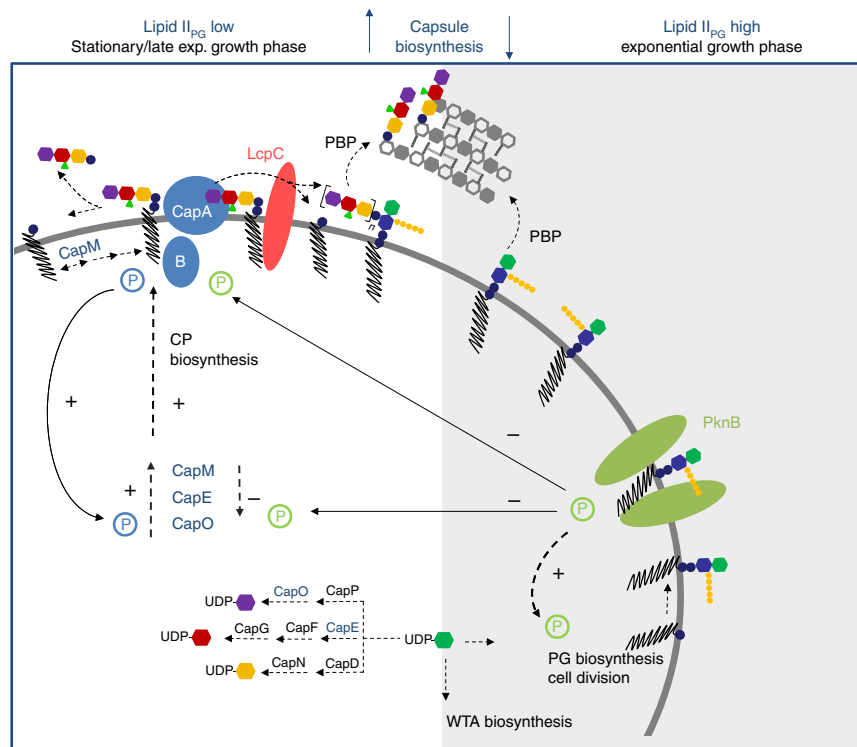 Lipid II_PG low
Stationary/late exp. growth phase
Capsule
biosynthesis
Lipid II_PG high
exponential growth phase
PBP
LcpC
CapA
n
CapM
B
PBP
P
P
CP
biosynthesis
+
+
PknB
−
CapM
CapE
CapO
+
−
−
P
P
P
+
P
UDP
CapO
CapP
UDP
CapG
CapF
CapE
UDP
UDP
CapN
CapD
PG biosynthesis
cell division
WTA biosynthesis